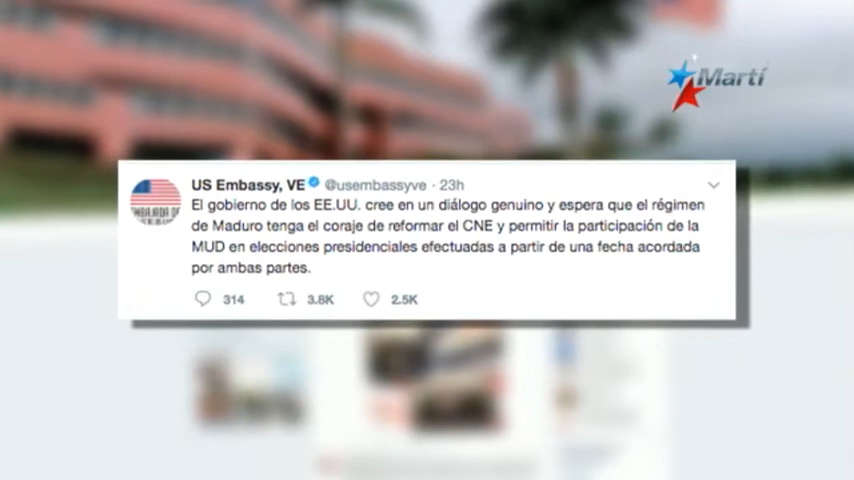 Martí
US Embassy, VE @usembassyve · 23h
El gobierno de los EE.UU. cree en un diálogo genuino y espera que el régimen
de Maduro tenga el coraje de reformar el CNE y permitir la participación de la
MUD en elecciones presidenciales efectuadas a partir de una fecha acordada
por ambas partes.
314 3.8K 2.5K